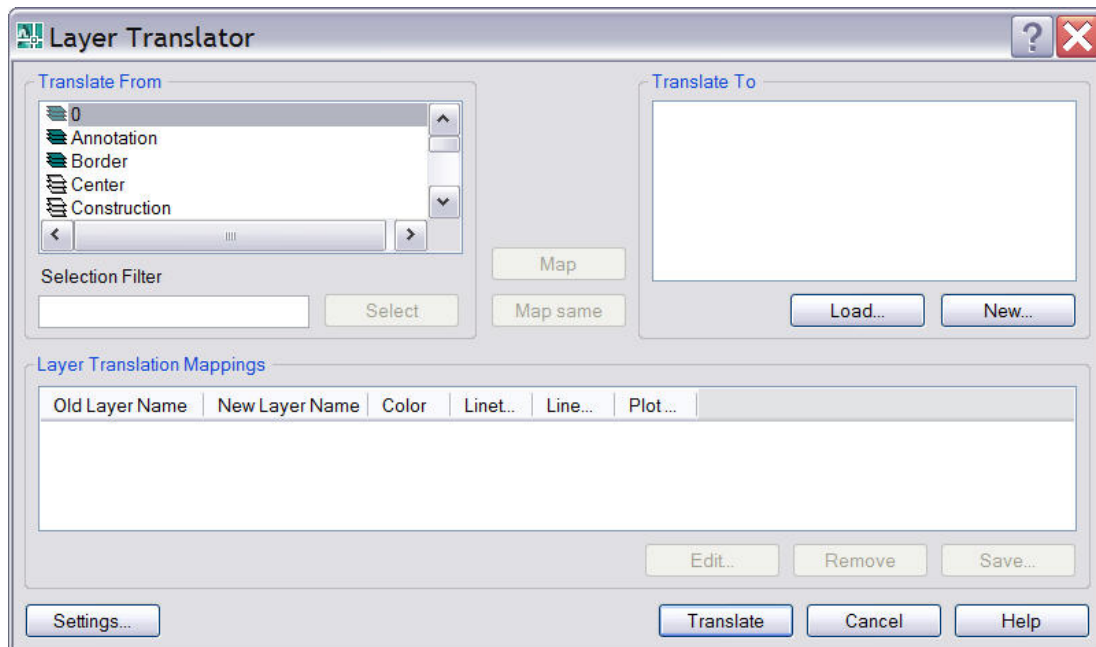 Layer Translator
Translate From
0
Annotation
Border
Center
Construction
Selection Filter
Select
Map
Map same
Translate To
Load...
New...
Layer Translation Mappings
Old Layer Name New Layer Name Color Linet... Line... Plot ...
Edit... Remove Save...
Settings... Translate Cancel Help